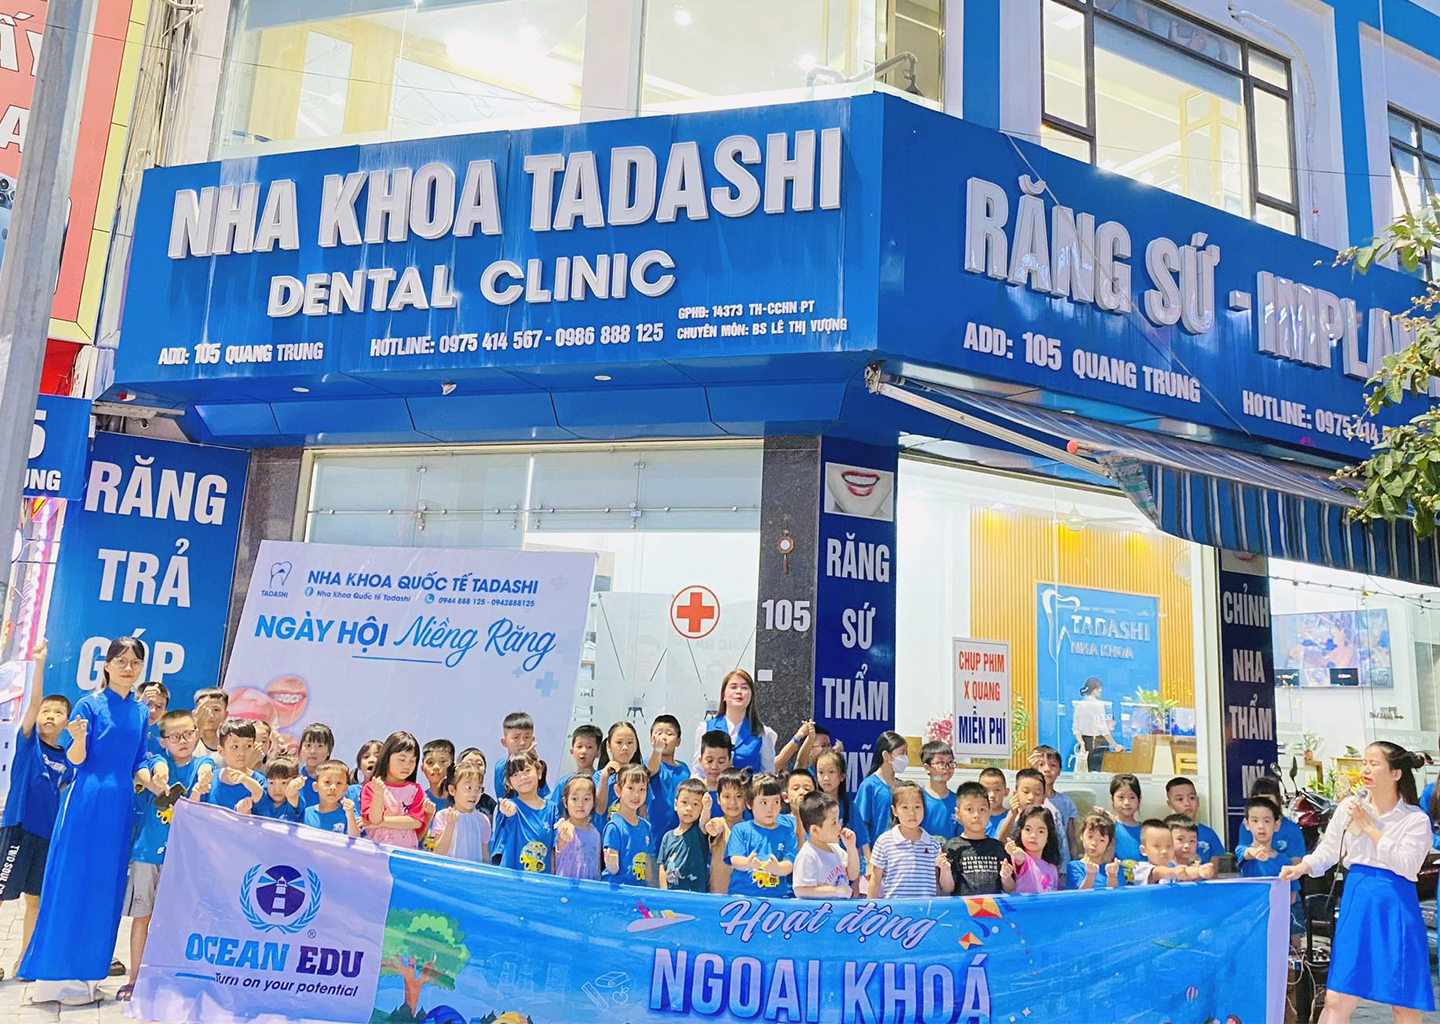 NHA KHOA TADASHI
DENTAL CLINIC
ADD: 105 QUANG TRUNG
HOTLINE: 0975 414 567 - 0986 888 125
GPHĐ: 14373 TH-CCHN PT
CHUYÊN MÔN: BS LÊ THỊ VƯỢNG
RĂNG SỨ - IMPLA
ADD: 105 QUANG TRUNG
HOTLINE: 0975 414
RĂNG
TRẢ
GÓP
TADASHI
NHA KHOA QUỐC TẾ TADASHI
Nha Khoa Quốc Tế Tadashi
0944 888 125 - 0942888125
NGÀY HỘI Niềng Răng
105
RĂNG
SỨ
THẨM
MỸ
TADASHI
NHA KHOA
CHỤP PHIM
X QUANG
MIỄN PHÍ
CHỈNH
NHA
THẨM
MỸ
OCEAN EDU
®
Turn on your potential
Hoạt động
NGOẠI KHOÁ